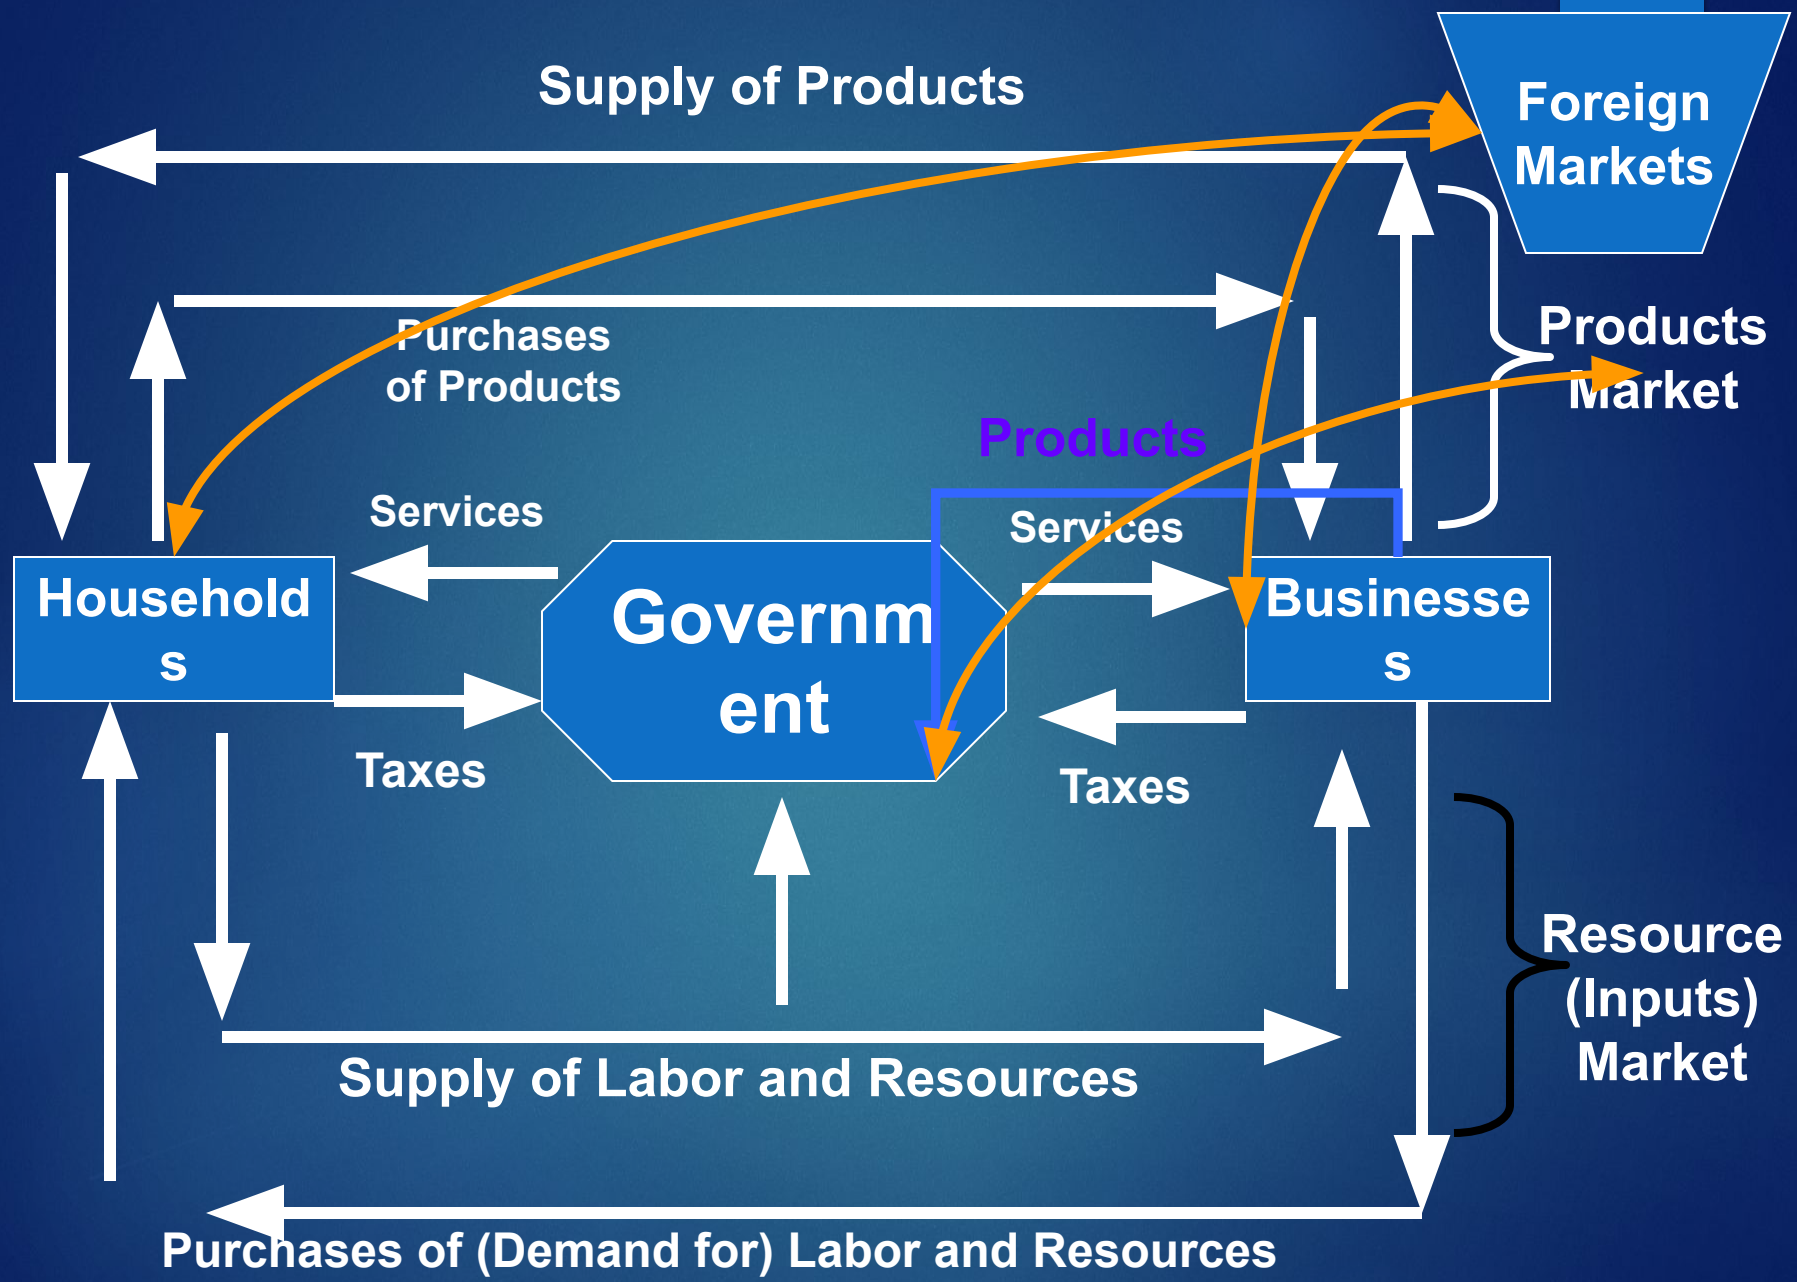 Supply of Products
Foreign
Markets
Purchases
of Products
Products
Market
Products
Services
Services
Household
s
Governm
ent
Businesse
s
Taxes
Taxes
Resource
(Inputs)
Market
Supply of Labor and Resources
Purchases of (Demand for) Labor and Resources